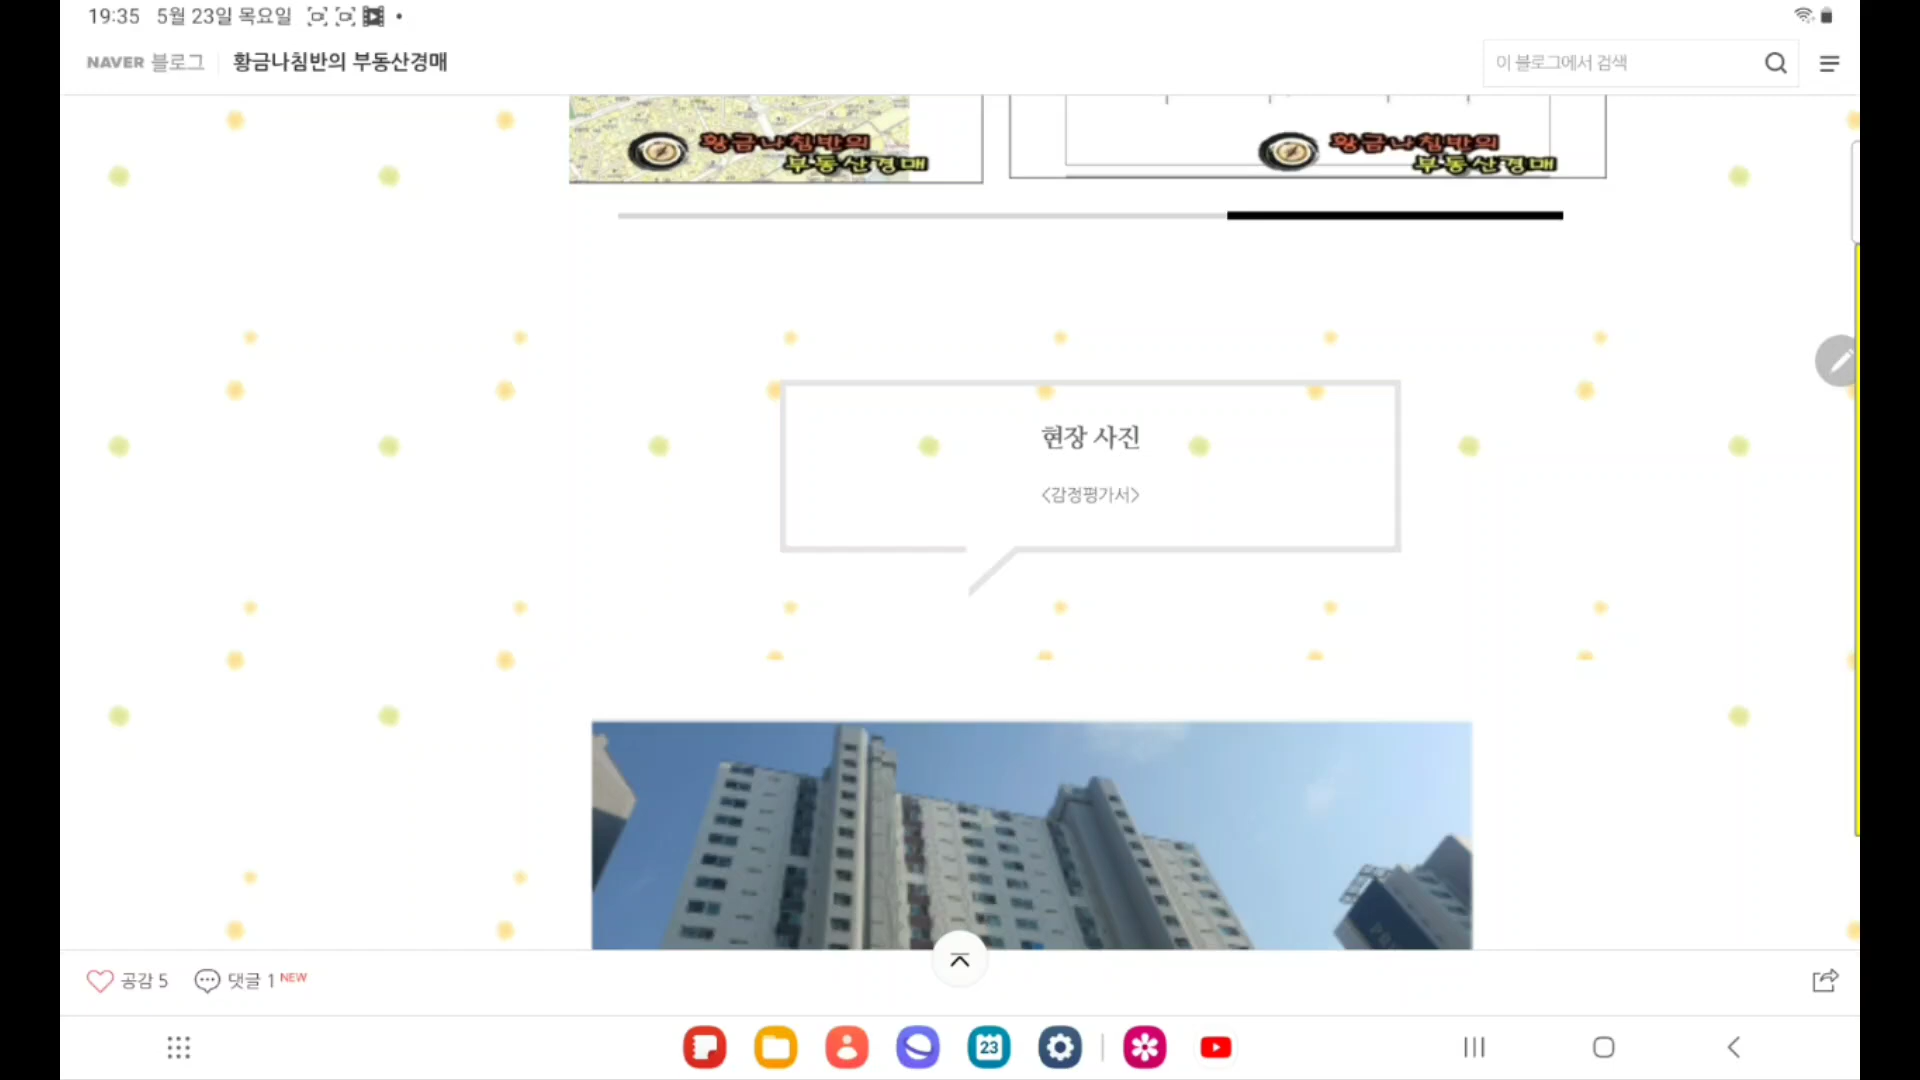 19:35 5월 23일 목요일
NAVER 블로그 황금나침반의 부동산경매
이 블로그에서 검색
황금나침반의
부동산경매
황금나침반의
부동산경매
현장 사진
<감정평가서>
공감 5 댓글 1 NEW
23